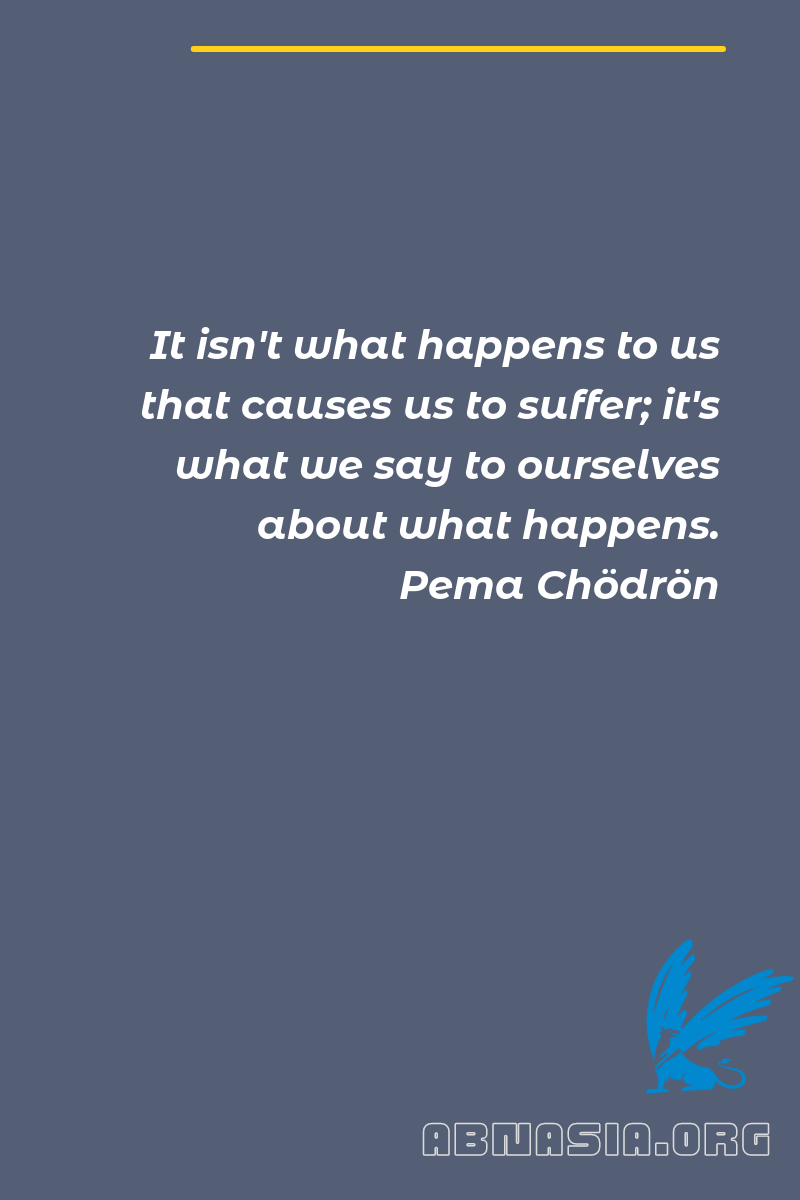 It isn't what happens to us
that causes us to suffer; it's
what we say to ourselves
about what happens.
Pema Chödrön
ABNASIA.ORG